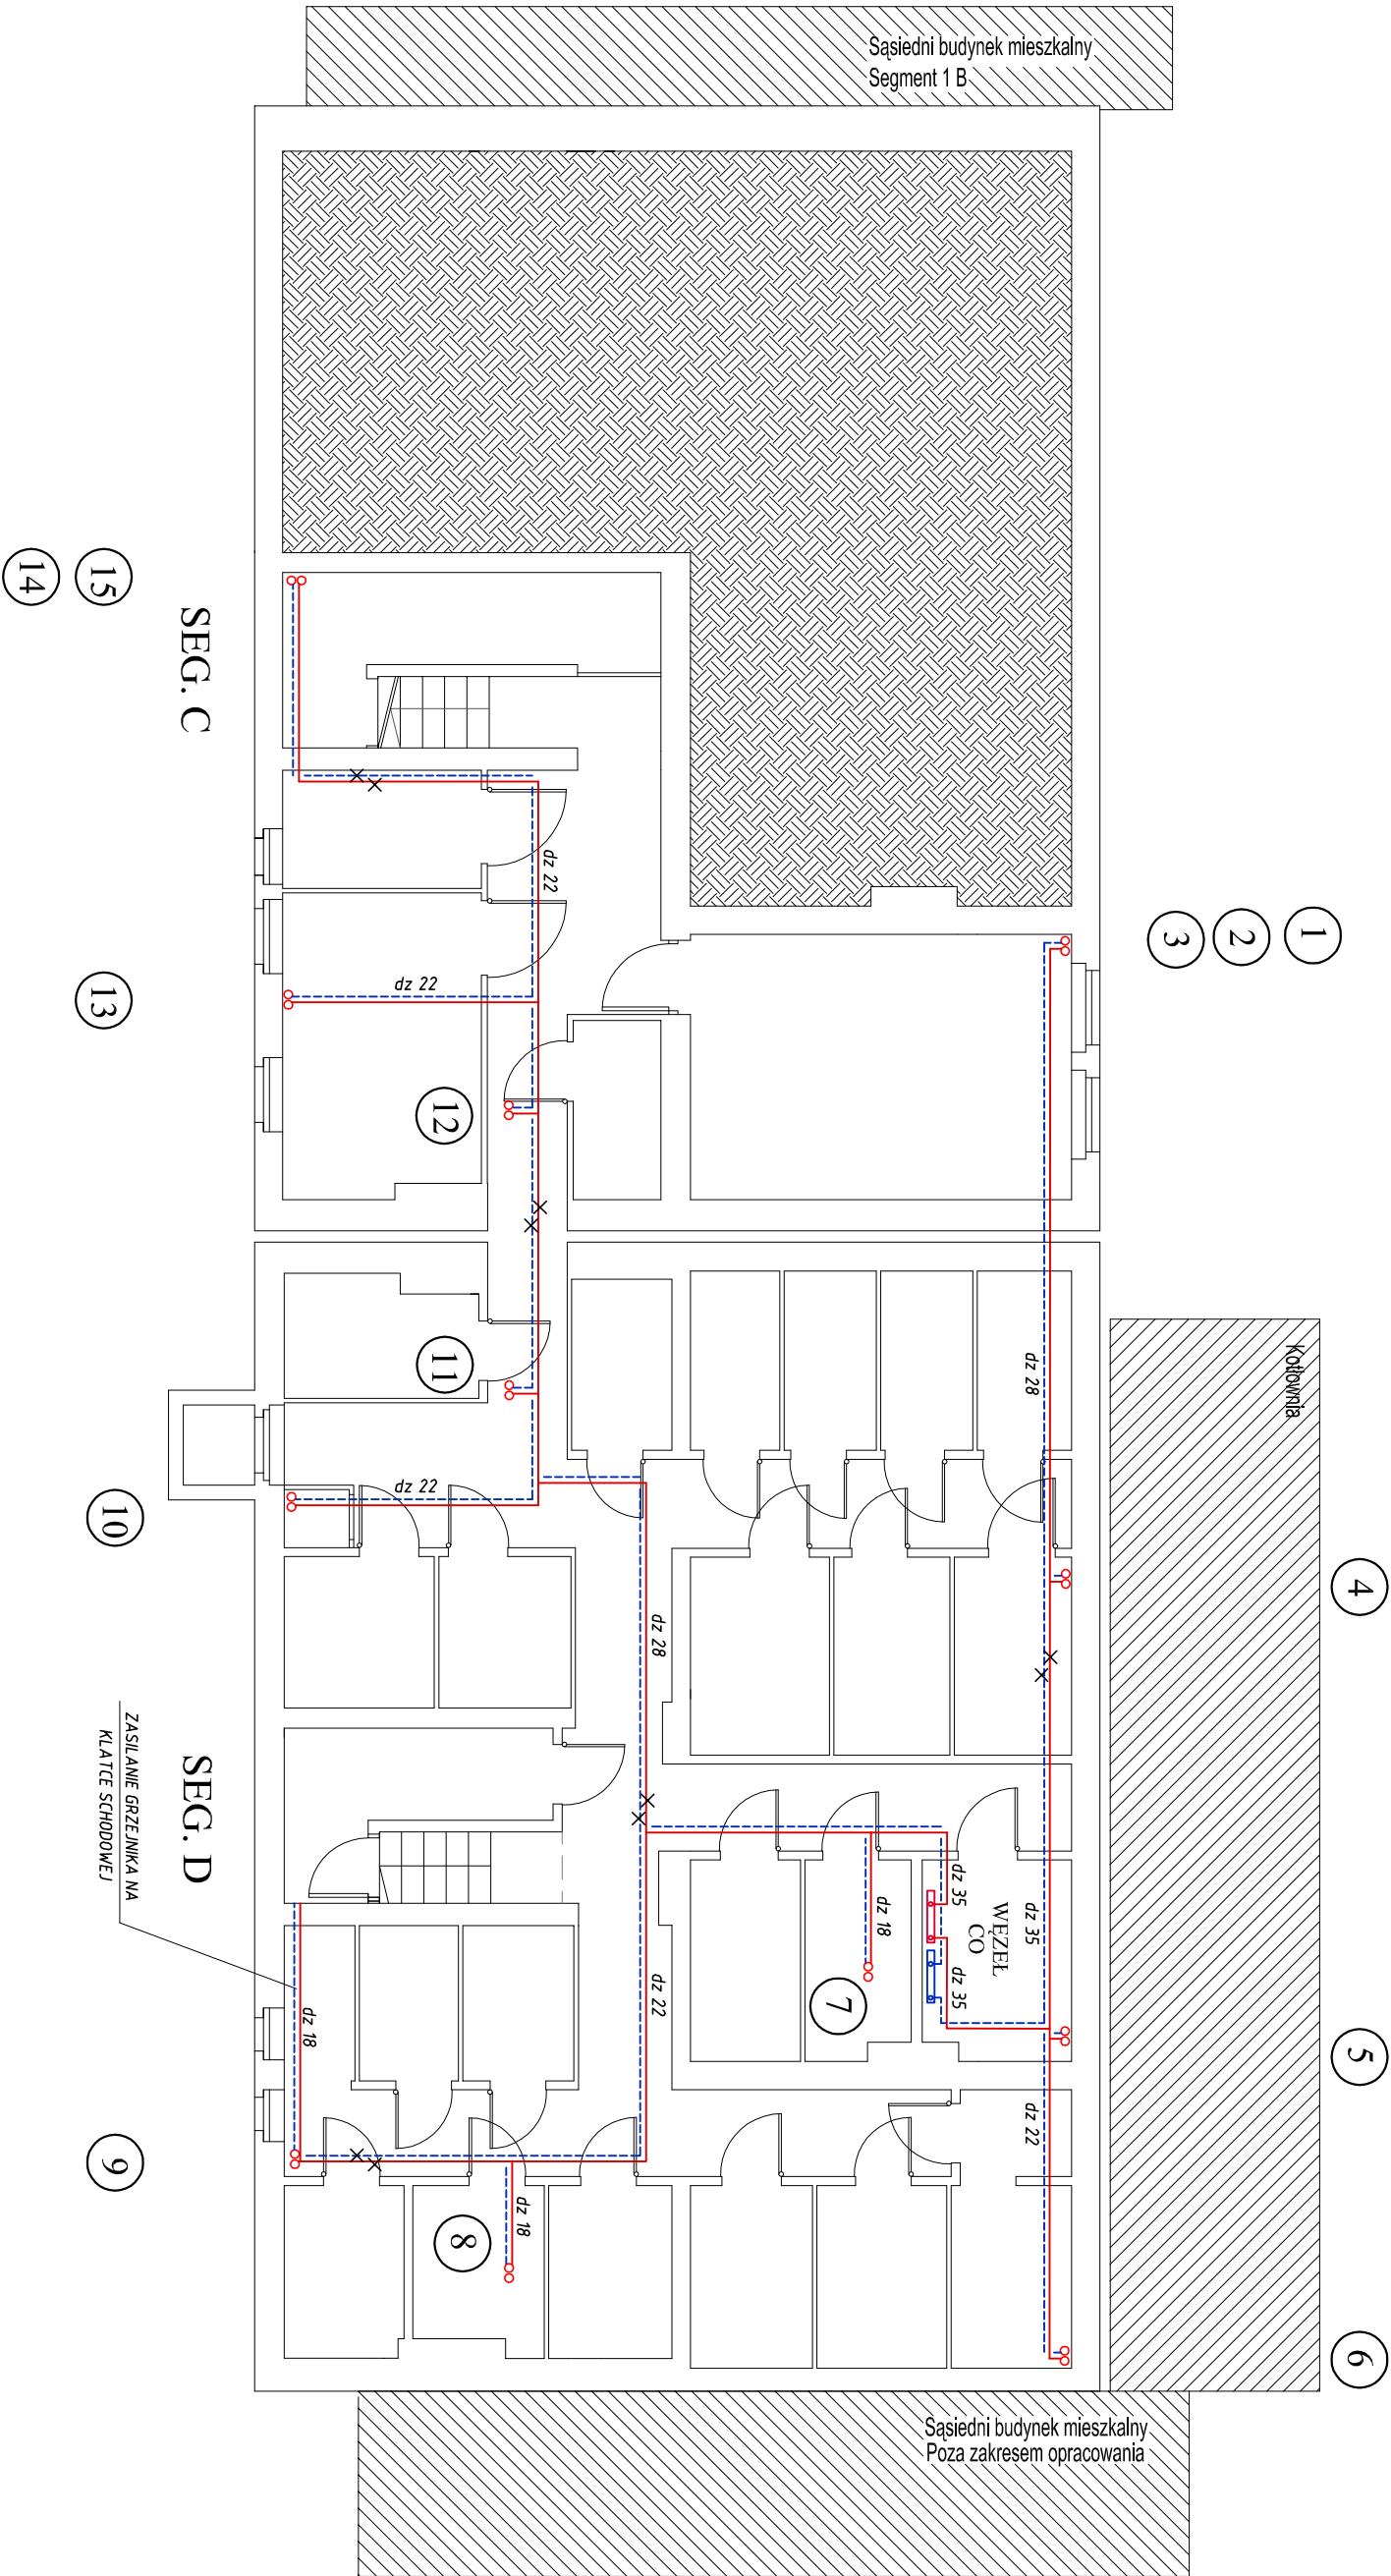 Sąsiedni budynek mieszkalny
Segment 1 B
1
2
3
4
5
6
Kotłownia
dz 28
dz 35
dz 22
WĘZEŁ
CO
dz 35
dz 35
dz 18
7
dz 28
dz 22
dz 22
dz 22
12
11
dz 22
dz 18
8
dz 18
15
14
13
10
9
SEG. C
SEG. D
ZASILANIE GRZEJNIKA NA
KLATCE SCHODOWEJ
Sąsiedni budynek mieszkalny
Poza zakresem opracowania